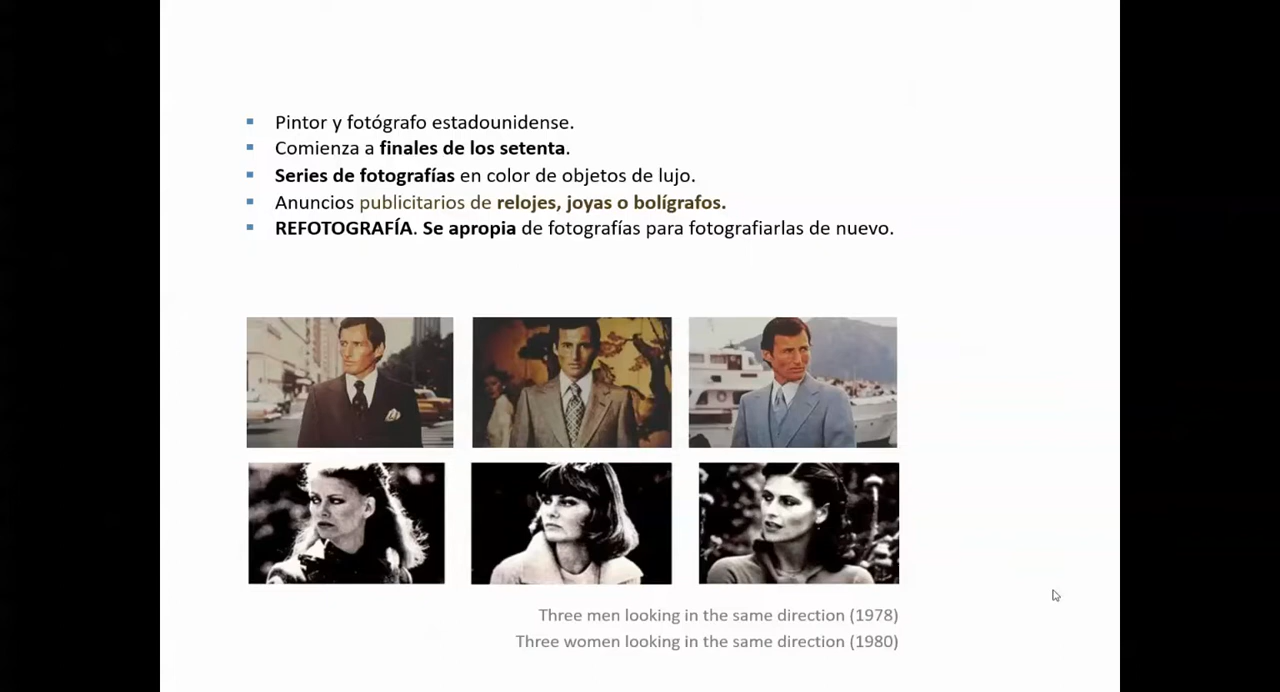 Pintor y fotógrafo estadounidense.
Comienza a finales de los setenta.
Series de fotografías en color de objetos de lujo.
Anuncios publicitarios de relojes, joyas o bolígrafos.
REFOTOGRAFÍA. Se apropia de fotografías para fotografiarlas de nuevo.
Three men looking in the same direction (1978)
Three women looking in the same direction (1980)